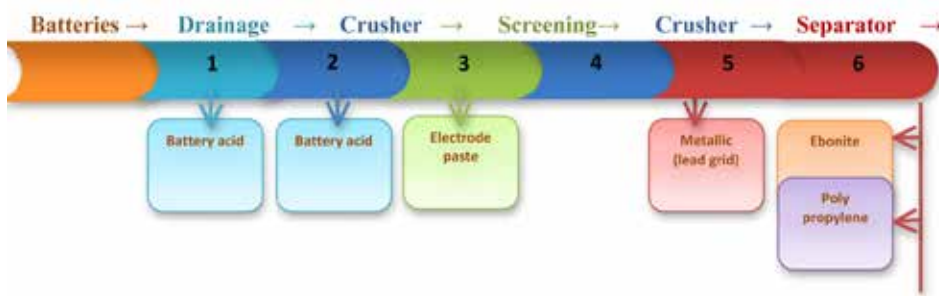 Batteries → Drainage → Crusher → Screening → Crusher → Separator →
1 2 3 4 5 6
Battery acid
Battery acid
Electrode
paste
Metallic
(lead grid)
Ebonite
Poly
propylene